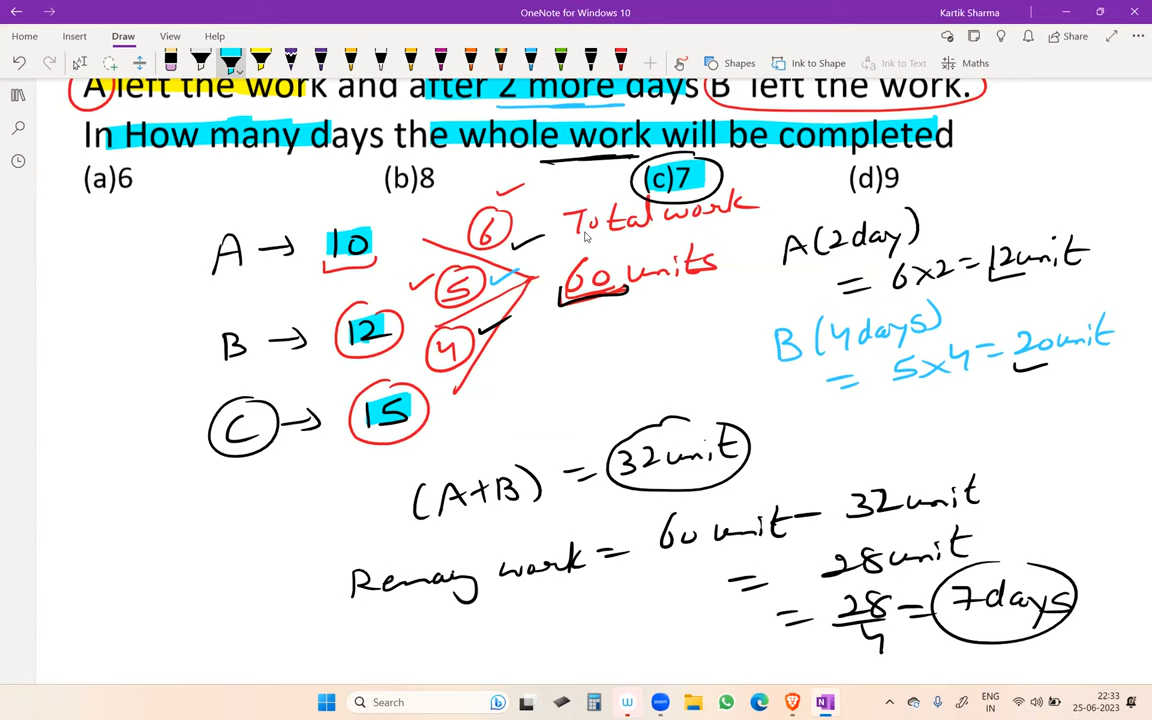 OneNote for Windows 10
Kartik Sharma
Home Insert Draw View Help
Share
Shapes Ink to Shape Ink to Text Maths
A left the work and after 2 more days B left the work.
In How many days the whole work will be completed
(a)6 (b)8 (c)7 (d)9
A → 10
B → 12
C → 15
6
5
4
Total work
60 units
A (2day)
= 6x2 = 12unit
B (4days)
= 5x4 = 20unit
(A+B) = 32unit
Remaing work = 60 unit - 32unit
= 28unit
= 28/4 = 7days
Search
ENG
IN
22:33
25-06-2023